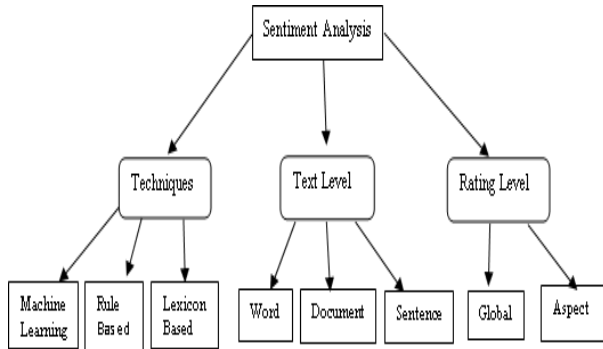 Sentiment Analysis
Techniques
Text Level
Rating Level
Machine
Learning
Rule
Based
Lexicon
Based
Word
Document
Sentence
Global
Aspect